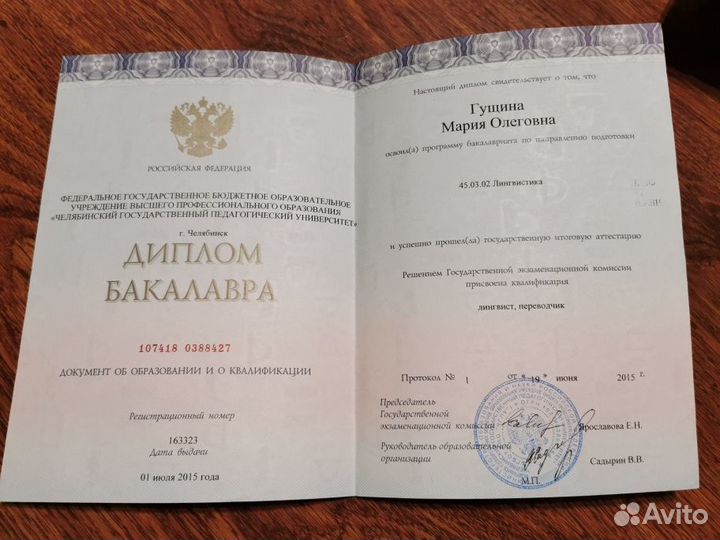 РОССИЙСКАЯ ФЕДЕРАЦИЯ
ФЕДЕРАЛЬНОЕ ГОСУДАРСТВЕННОЕ БЮДЖЕТНОЕ ОБРАЗОВАТЕЛЬНОЕ
УЧРЕЖДЕНИЕ ВЫСШЕГО ПРОФЕССИОНАЛЬНОГО ОБРАЗОВАНИЯ
«ЧЕЛЯБИНСКИЙ ГОСУДАРСТВЕННЫЙ ПЕДАГОГИЧЕСКИЙ УНИВЕРСИТЕТ»
г. Челябинск
ДИПЛОМ
БАКАЛАВРА
107418 0388427
ДОКУМЕНТ ОБ ОБРАЗОВАНИИ И О КВАЛИФИКАЦИИ
Регистрационный номер
163323
Дата выдачи
01 июля 2015 года
Настоящий диплом свидетельствует о том, что
Гущина
Мария Олеговна
освоил(а) программу бакалавриата по направлению подготовки
45.03.02 Лингвистика
и успешно прошел(ла) государственную итоговую аттестацию
Решением Государственной экзаменационной комиссии
присвоена квалификация
лингвист, переводчик
Протокол № 1 от « 19 » июня 2015 г.
Председатель
Государственной
экзаменационной комиссии Ярославова Е.Н.
Руководитель образовательной
организации Садырин В.В.
М.П.
Avito